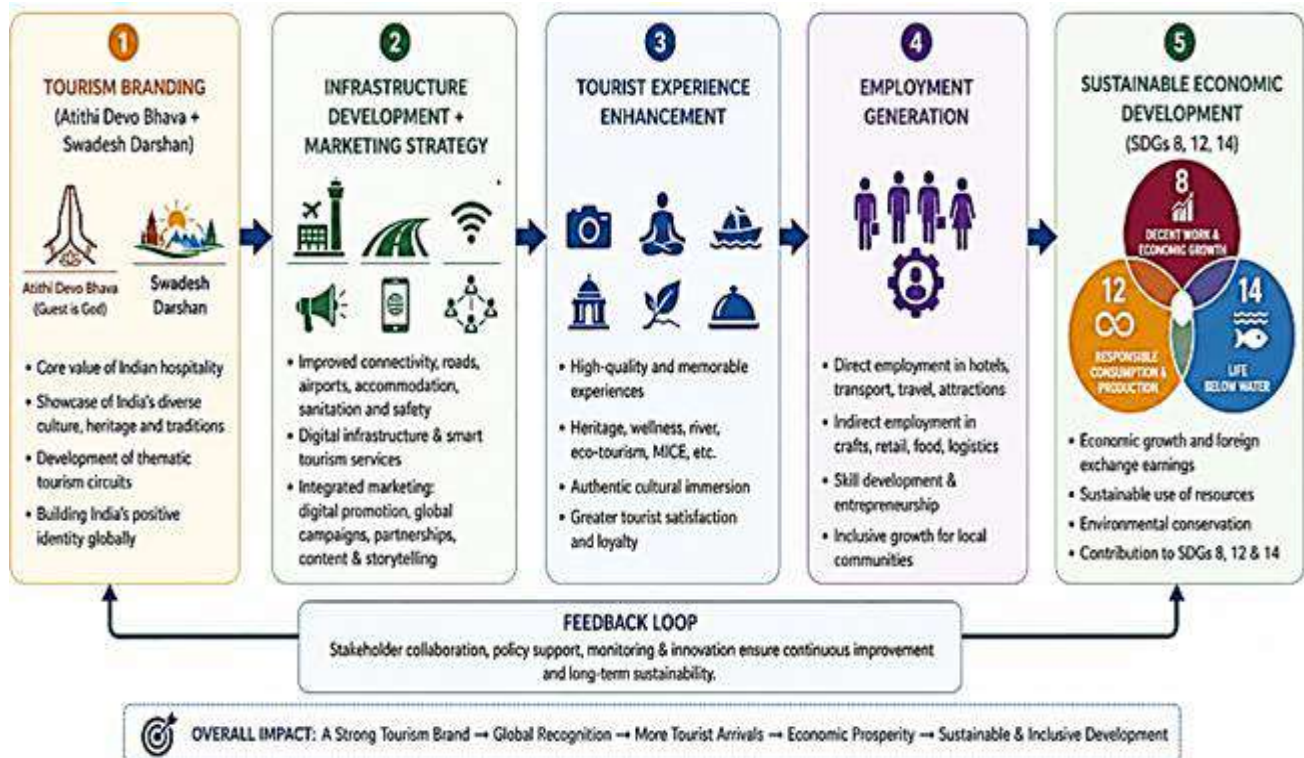 1
TOURISM BRANDING
(Atithi Devo Bhava +
Swadesh Darshan)
Atithi Devo Bhava
(Guest is God)
Swadesh
Darshan
• Core value of Indian hospitality
• Showcase of India's diverse
culture, heritage and traditions
• Development of thematic
tourism circuits
• Building India's positive
identity globally
2
INFRASTRUCTURE
DEVELOPMENT +
MARKETING STRATEGY
• Improved connectivity, roads,
airports, accommodation,
sanitation and safety
• Digital infrastructure & smart
tourism services
• Integrated marketing:
digital promotion, global
campaigns, partnerships,
content & storytelling
3
TOURIST EXPERIENCE
ENHANCEMENT
• High-quality and memorable
experiences
• Heritage, wellness, river,
eco-tourism, MICE, etc.
• Authentic cultural immersion
• Greater tourist satisfaction
and loyalty
4
EMPLOYMENT
GENERATION
• Direct employment in hotels,
transport, travel, attractions
• Indirect employment in
crafts, retail, food, logistics
• Skill development &
entrepreneurship
• Inclusive growth for local
communities
5
SUSTAINABLE ECONOMIC
DEVELOPMENT
(SDGs 8, 12, 14)
8
DECENT WORK &
ECONOMIC GROWTH
12
RESPONSIBLE
CONSUMPTION &
PRODUCTION
14
LIFE
BELOW WATER
• Economic growth and foreign
exchange earnings
• Sustainable use of resources
• Environmental conservation
• Contribution to SDGs 8, 12 & 14
FEEDBACK LOOP
Stakeholder collaboration, policy support, monitoring & innovation ensure continuous improvement
and long-term sustainability.
OVERALL IMPACT: A Strong Tourism Brand → Global Recognition → More Tourist Arrivals → Economic Prosperity → Sustainable & Inclusive Development